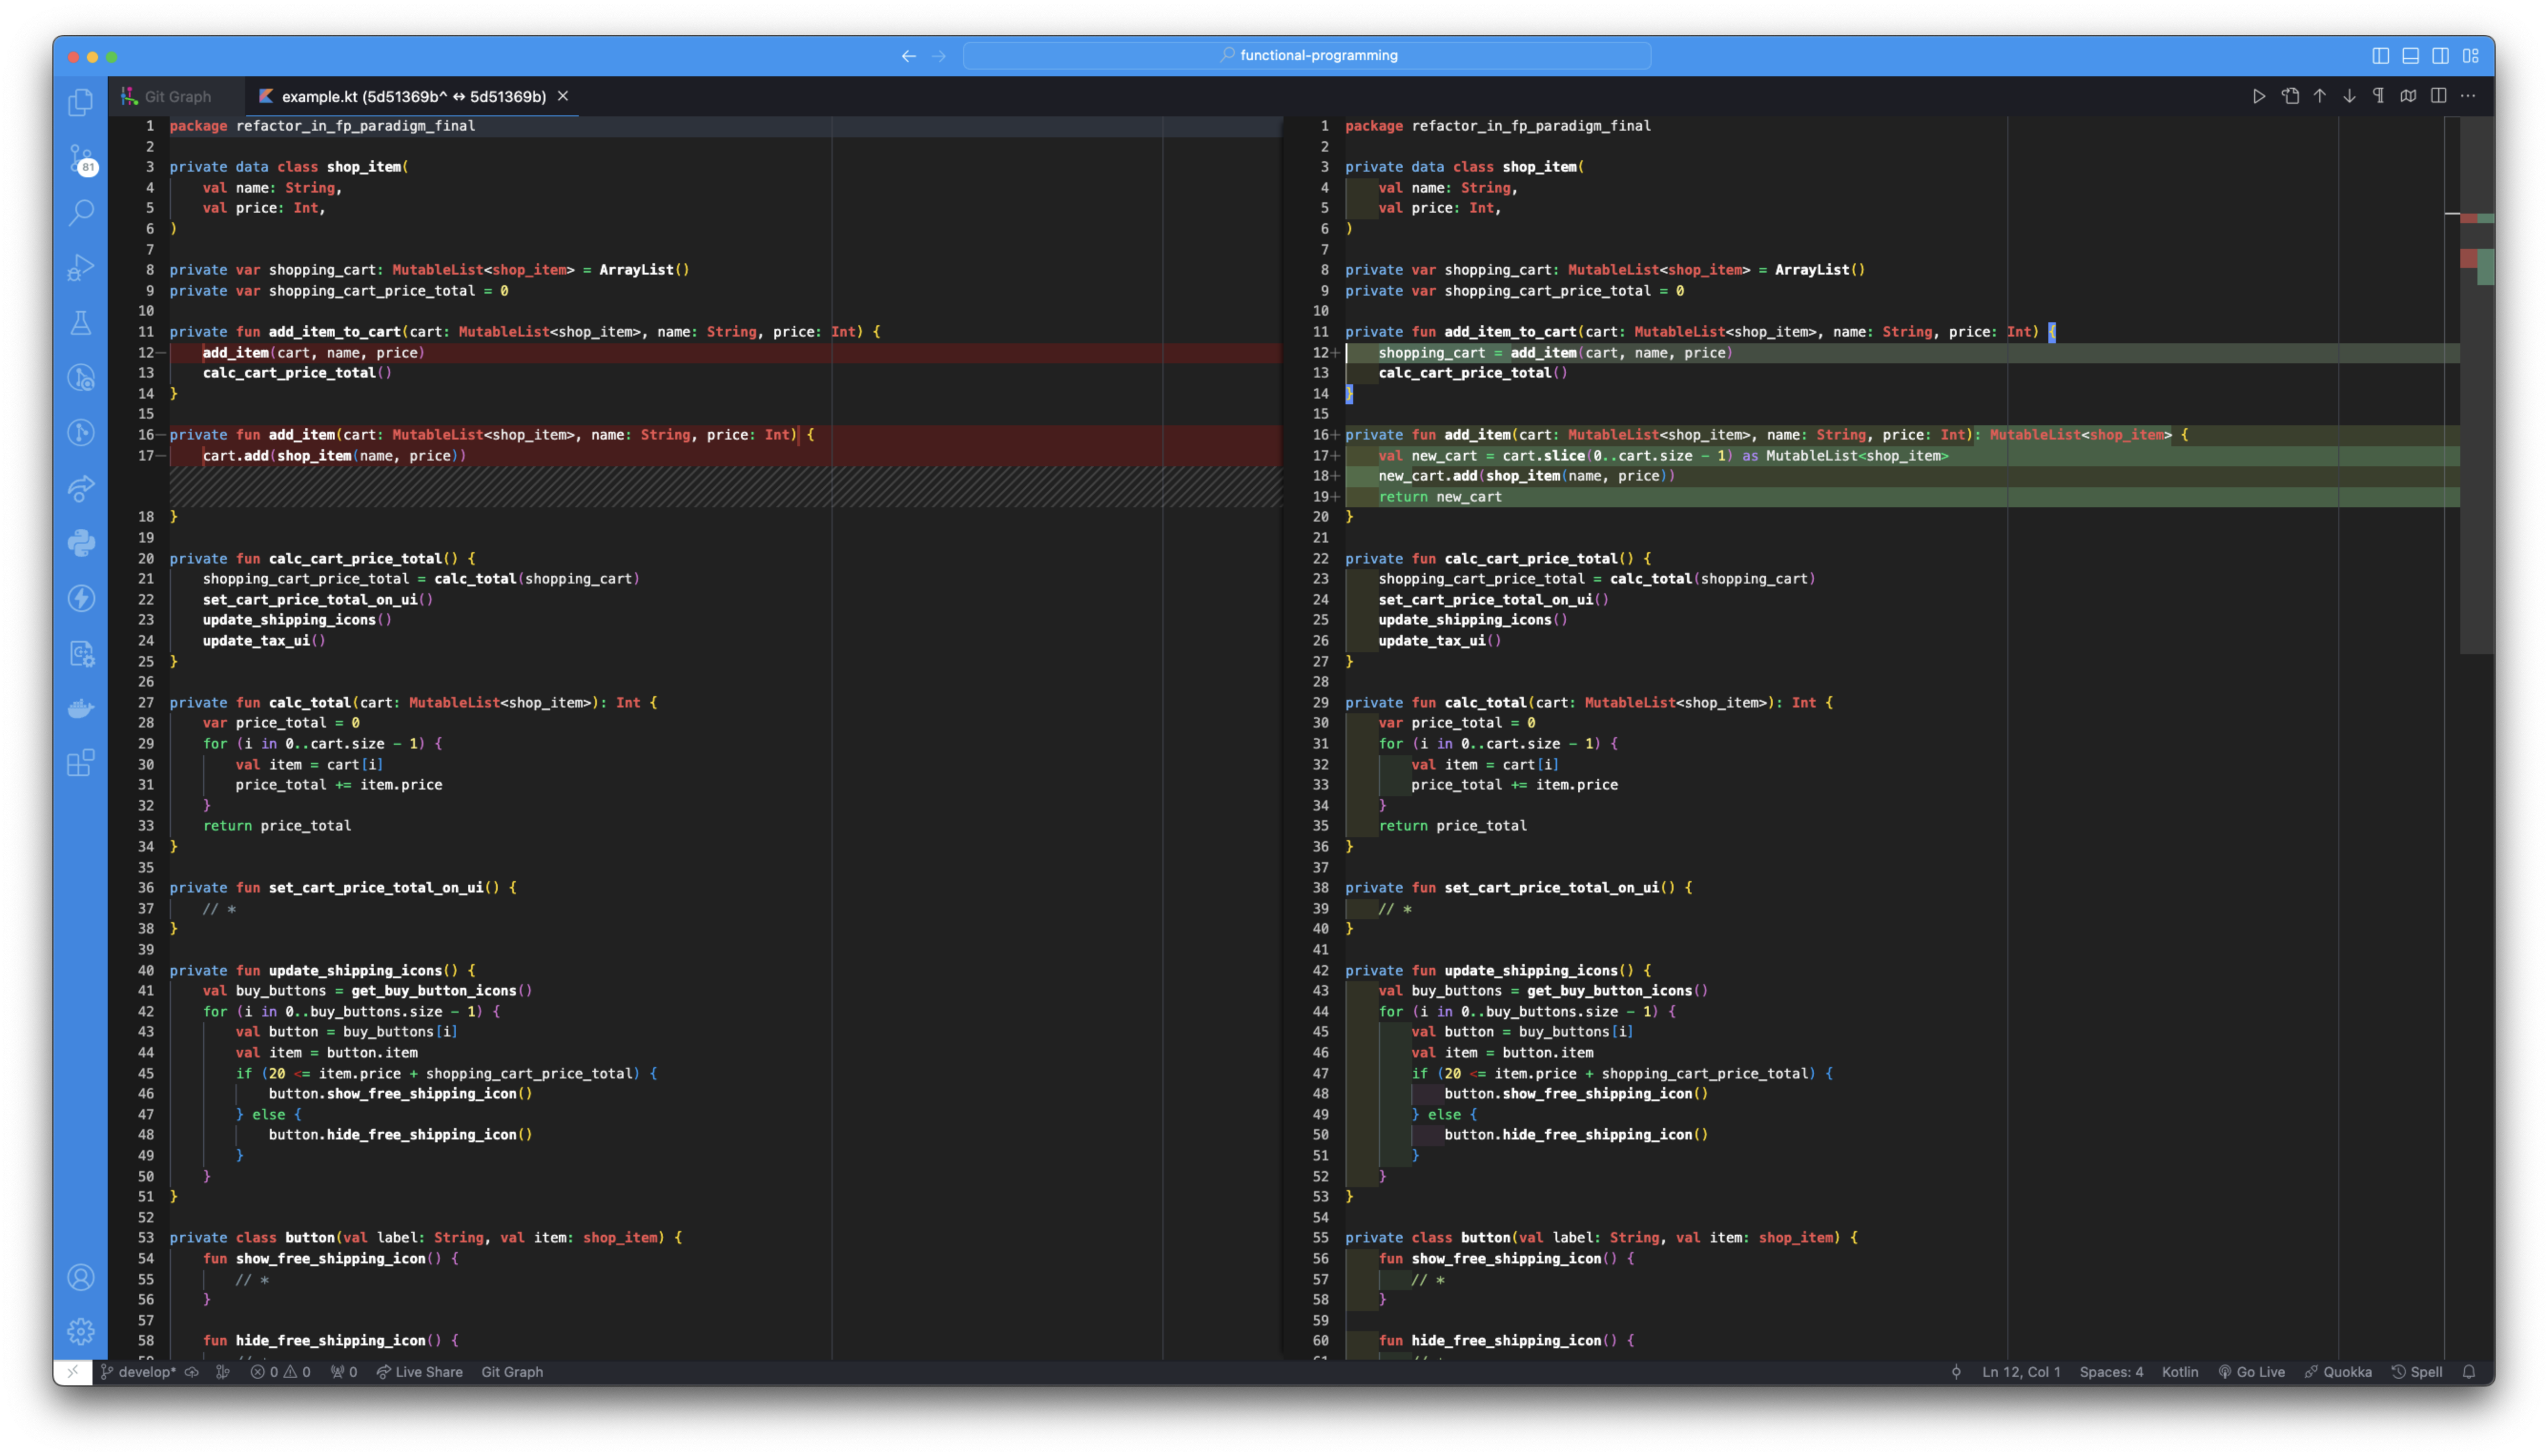 functional-programming
Git Graph
example.kt (5d51369b^ ↔ 5d51369b)
81
1 package refactor_in_fp_paradigm_final
2
3 private data class shop_item(
4 val name: String,
5 val price: Int,
6 )
7
8 private var shopping_cart: MutableList<shop_item> = ArrayList()
9 private var shopping_cart_price_total = 0
10
11 private fun add_item_to_cart(cart: MutableList<shop_item>, name: String, price: Int) {
12− add_item(cart, name, price)
13 calc_cart_price_total()
14 }
15
16− private fun add_item(cart: MutableList<shop_item>, name: String, price: Int) {
17− cart.add(shop_item(name, price))
18 }
19
20 private fun calc_cart_price_total() {
21 shopping_cart_price_total = calc_total(shopping_cart)
22 set_cart_price_total_on_ui()
23 update_shipping_icons()
24 update_tax_ui()
25 }
26
27 private fun calc_total(cart: MutableList<shop_item>): Int {
28 var price_total = 0
29 for (i in 0..cart.size - 1) {
30 val item = cart[i]
31 price_total += item.price
32 }
33 return price_total
34 }
35
36 private fun set_cart_price_total_on_ui() {
37 // *
38 }
39
40 private fun update_shipping_icons() {
41 val buy_buttons = get_buy_button_icons()
42 for (i in 0..buy_buttons.size - 1) {
43 val button = buy_buttons[i]
44 val item = button.item
45 if (20 <= item.price + shopping_cart_price_total) {
46 button.show_free_shipping_icon()
47 } else {
48 button.hide_free_shipping_icon()
49 }
50 }
51 }
52
53 private class button(val label: String, val item: shop_item) {
54 fun show_free_shipping_icon() {
55 // *
56 }
57
58 fun hide_free_shipping_icon() {
1 package refactor_in_fp_paradigm_final
2
3 private data class shop_item(
4 val name: String,
5 val price: Int,
6 )
7
8 private var shopping_cart: MutableList<shop_item> = ArrayList()
9 private var shopping_cart_price_total = 0
10
11 private fun add_item_to_cart(cart: MutableList<shop_item>, name: String, price: Int) {
12+ shopping_cart = add_item(cart, name, price)
13 calc_cart_price_total()
14 }
15
16+ private fun add_item(cart: MutableList<shop_item>, name: String, price: Int): MutableList<shop_item> {
17+ val new_cart = cart.slice(0..cart.size - 1) as MutableList<shop_item>
18+ new_cart.add(shop_item(name, price))
19+ return new_cart
20 }
21
22 private fun calc_cart_price_total() {
23 shopping_cart_price_total = calc_total(shopping_cart)
24 set_cart_price_total_on_ui()
25 update_shipping_icons()
26 update_tax_ui()
27 }
28
29 private fun calc_total(cart: MutableList<shop_item>): Int {
30 var price_total = 0
31 for (i in 0..cart.size - 1) {
32 val item = cart[i]
33 price_total += item.price
34 }
35 return price_total
36 }
37
38 private fun set_cart_price_total_on_ui() {
39 // *
40 }
41
42 private fun update_shipping_icons() {
43 val buy_buttons = get_buy_button_icons()
44 for (i in 0..buy_buttons.size - 1) {
45 val button = buy_buttons[i]
46 val item = button.item
47 if (20 <= item.price + shopping_cart_price_total) {
48 button.show_free_shipping_icon()
49 } else {
50 button.hide_free_shipping_icon()
51 }
52 }
53 }
54
55 private class button(val label: String, val item: shop_item) {
56 fun show_free_shipping_icon() {
57 // *
58 }
59
60 fun hide_free_shipping_icon() {
develop* 0 0 0 Live Share Git Graph Ln 12, Col 1 Spaces: 4 Kotlin Go Live Quokka Spell